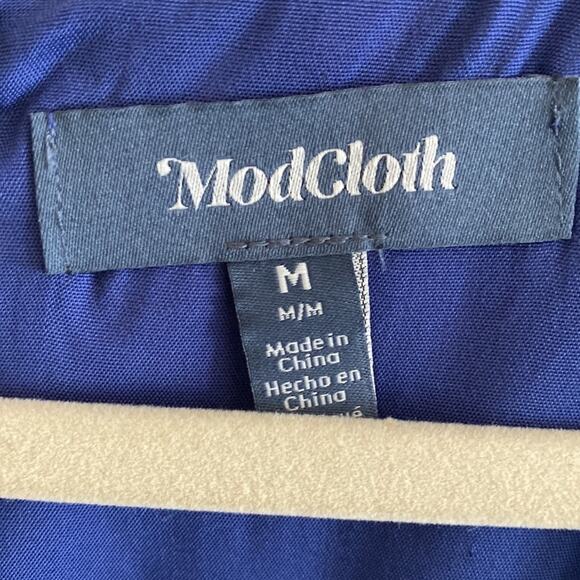 ModCloth
M
M/M
Made in
China
Hecho en
China